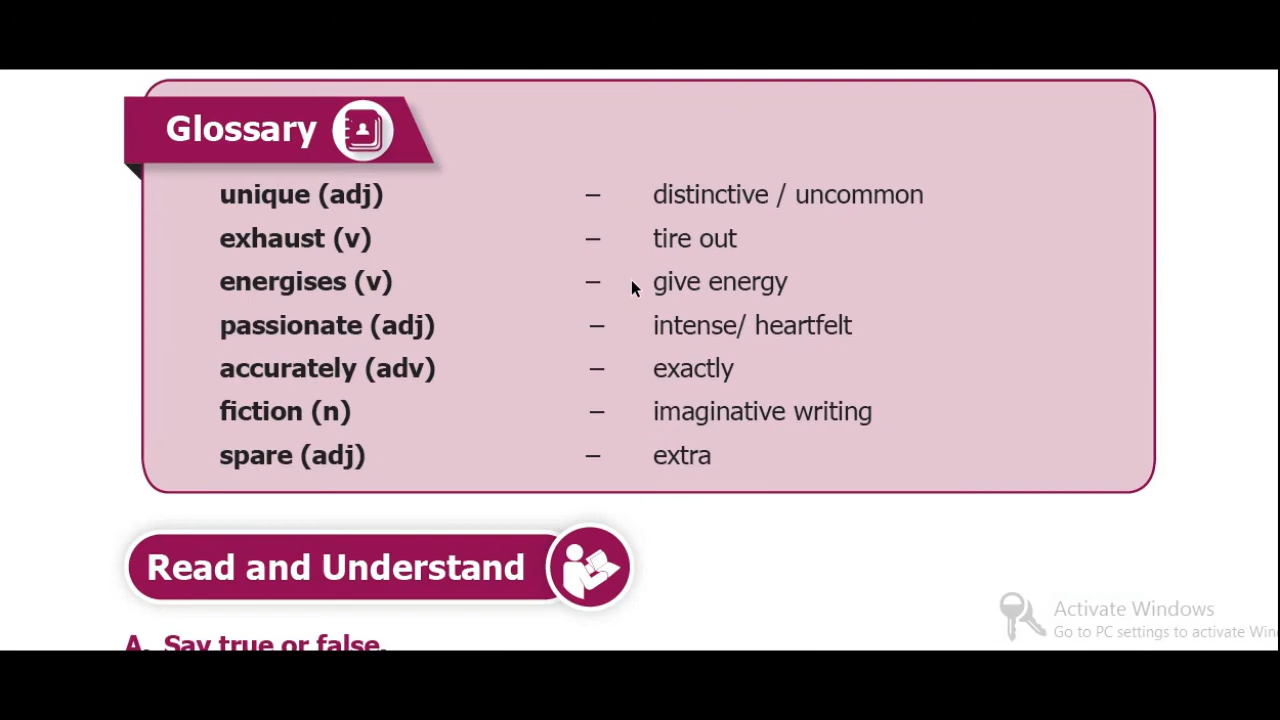 Glossary
unique (adj) – distinctive / uncommon
exhaust (v) – tire out
energises (v) – give energy
passionate (adj) – intense/ heartfelt
accurately (adv) – exactly
fiction (n) – imaginative writing
spare (adj) – extra
Read and Understand
Activate Windows
Go to PC settings to activate Win
A. Say true or false.